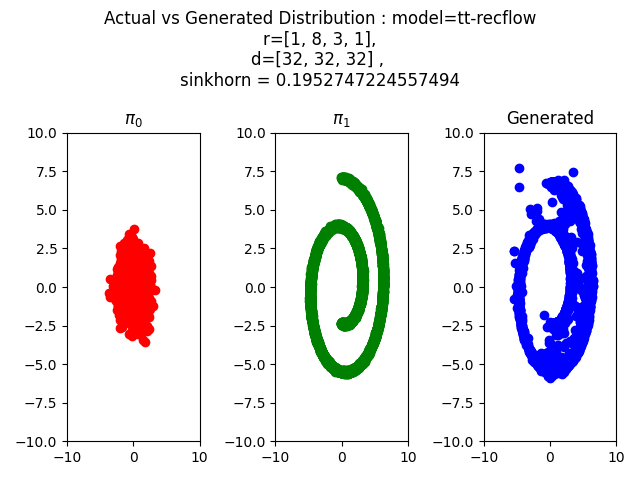 Actual vs Generated Distribution : model=tt-recflow
r=[1, 8, 3, 1],
d=[32, 32, 32] ,
sinkhorn = 0.1952747224557494
π₀ π₁ Generated
10.0 10.0 10.0
7.5 7.5 7.5
5.0 5.0 5.0
2.5 2.5 2.5
0.0 0.0 0.0
−2.5 −2.5 −2.5
−5.0 −5.0 −5.0
−7.5 −7.5 −7.5
−10.0 −10.0 −10.0
−10 0 10 −10 0 10 −10 0 10